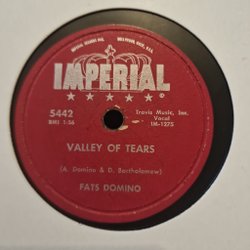 IMPERIAL
5442
BMI 1:56
Travis Music, Inc.
Vocal
IM-1275
VALLEY OF TEARS
(A. Domino & D. Bartholomew)
FATS DOMINO